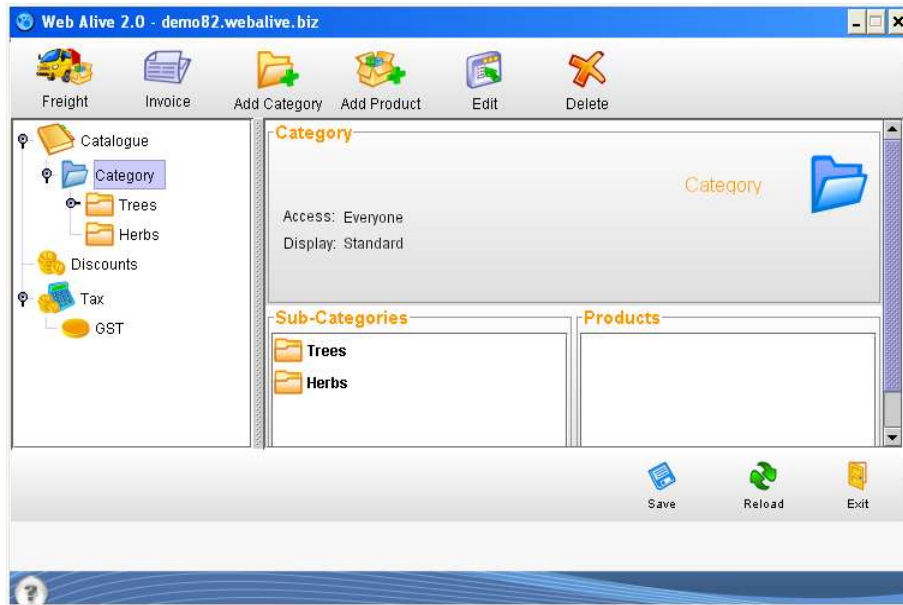 Web Alive 2.0 - demo82.webalive.biz
Freight Invoice Add Category Add Product Edit Delete
Catalogue
Category
Trees
Herbs
Discounts
Tax
GST
Category
Category
Access: Everyone
Display: Standard
Sub-Categories
Trees
Herbs
Products
Save Reload Exit
?